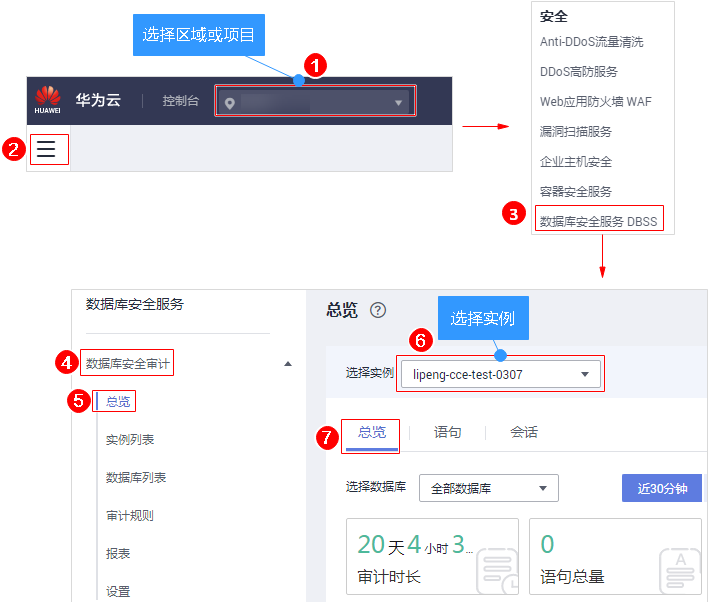 选择区域或项目
1
HUAWEI
华为云
控制台
2
安全
Anti-DDoS流量清洗
DDoS高防服务
Web应用防火墙 WAF
漏洞扫描服务
企业主机安全
容器安全服务
3
数据库安全服务 DBSS
数据库安全服务
4
数据库安全审计
5
总览
实例列表
数据库列表
审计规则
报表
设置
总览 ?
选择实例
6
选择实例 lipeng-cce-test-0307
7
总览 语句 会话
选择数据库 全部数据库 近30分钟
20 天 4 小时 3...
审计时长
0
语句总量
A